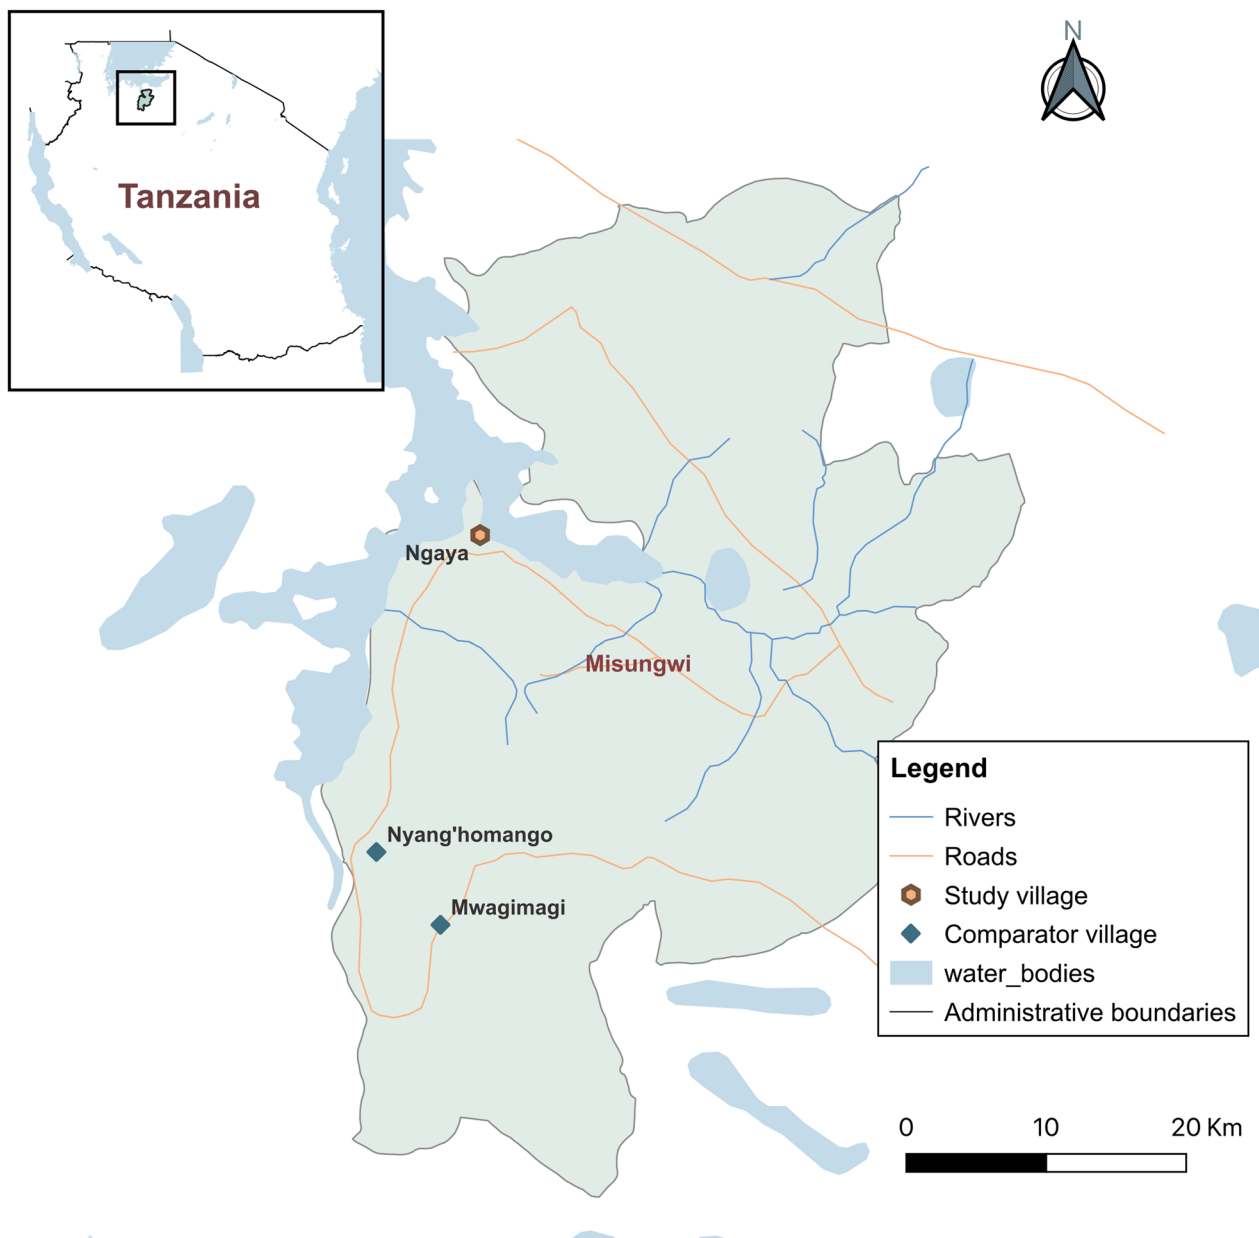 N
Tanzania
Ngaya
Misungwi
Nyang'homango
Mwagimagi
Legend
Rivers
Roads
Study village
Comparator village
water_bodies
Administrative boundaries
0 10 20 Km